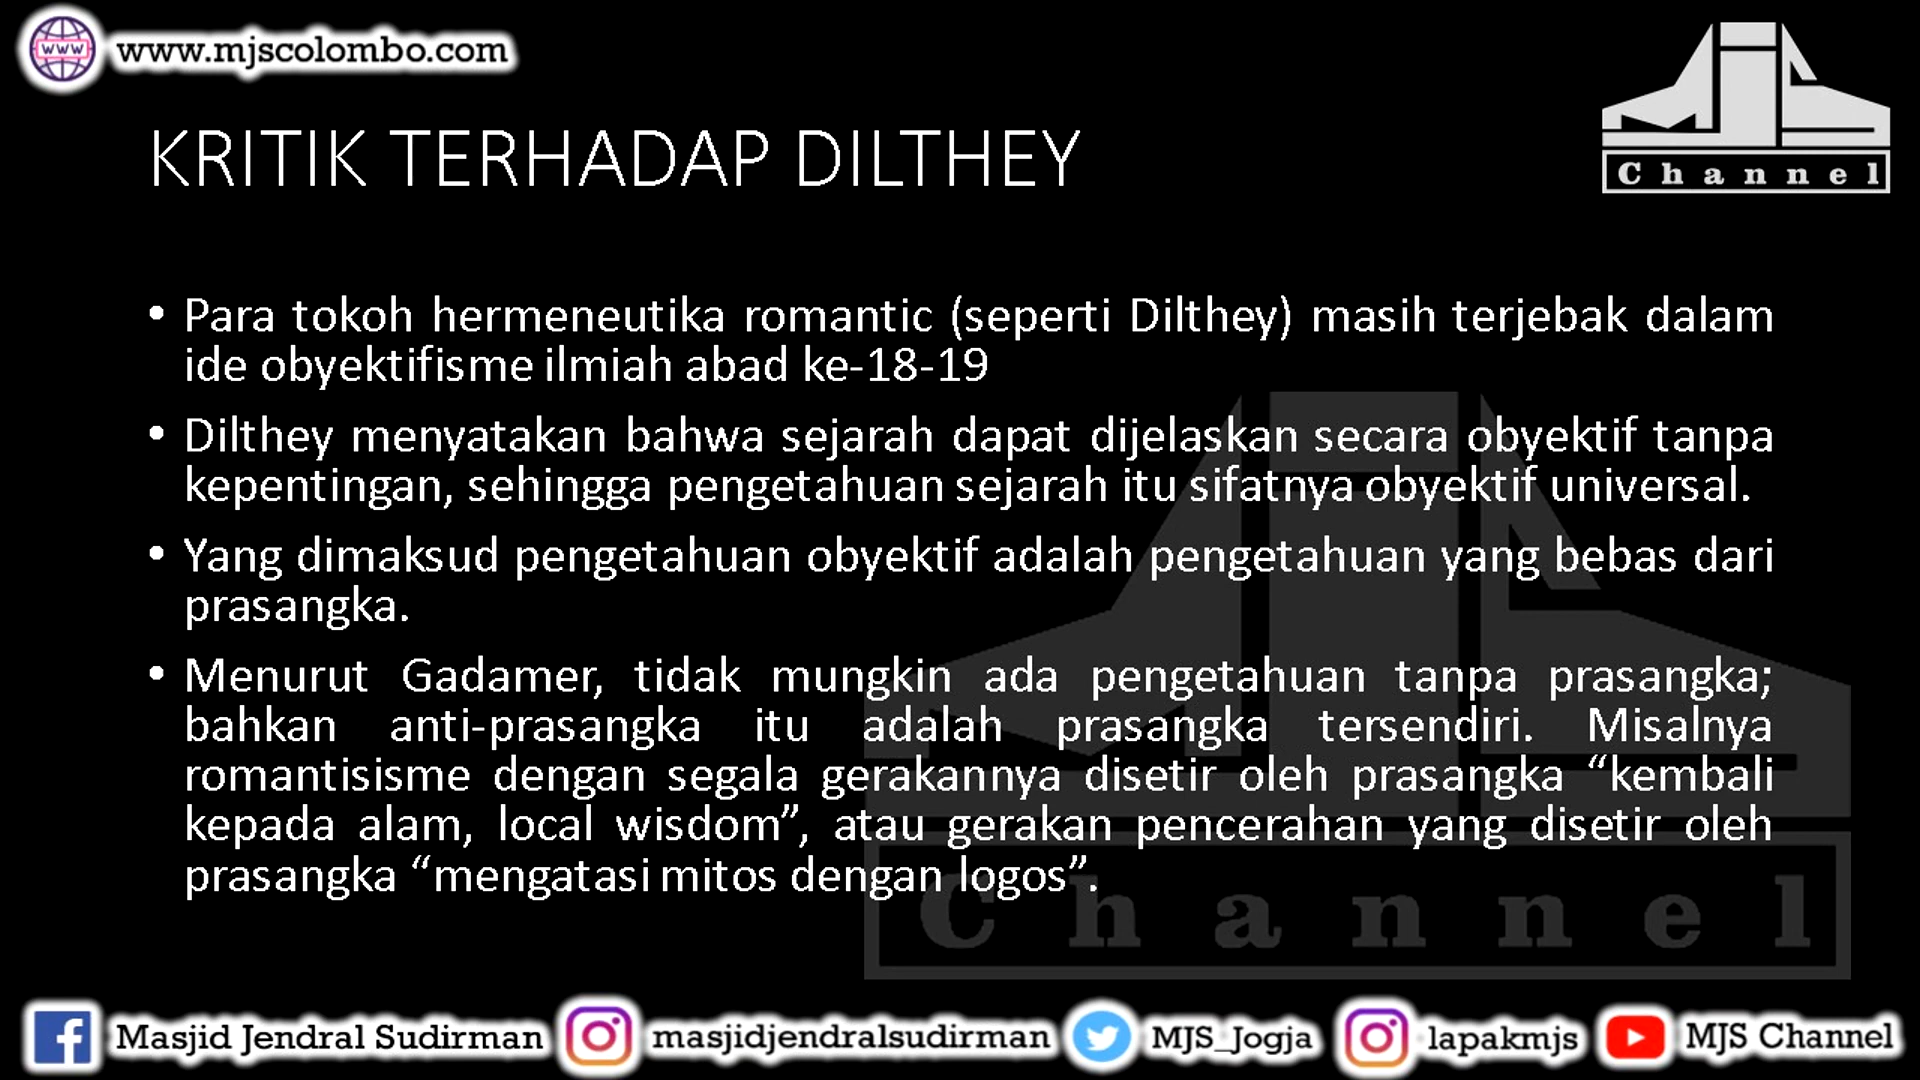 www.mjscolombo.com
MJS
Channel
KRITIK TERHADAP DILTHEY
• Para tokoh hermeneutika romantic (seperti Dilthey) masih terjebak dalam
ide obyektifisme ilmiah abad ke-18-19
• Dilthey menyatakan bahwa sejarah dapat dijelaskan secara obyektif tanpa
kepentingan, sehingga pengetahuan sejarah itu sifatnya obyektif universal.
• Yang dimaksud pengetahuan obyektif adalah pengetahuan yang bebas dari
prasangka.
• Menurut Gadamer, tidak mungkin ada pengetahuan tanpa prasangka;
bahkan anti-prasangka itu adalah prasangka tersendiri. Misalnya
romantisisme dengan segala gerakannya disetir oleh prasangka “kembali
kepada alam, local wisdom”, atau gerakan pencerahan yang disetir oleh
prasangka “mengatasi mitos dengan logos”.
Channel
Masjid Jendral Sudirman masjidjendralsudirman MJS_Jogja lapakmjs MJS Channel